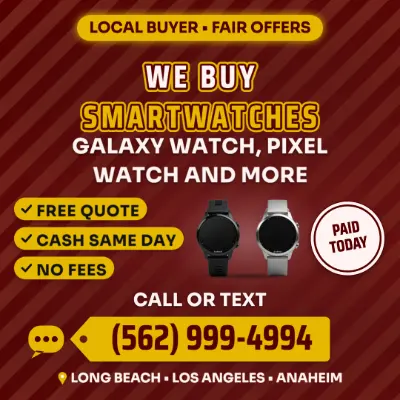 LOCAL BUYER • FAIR OFFERS
WE BUY
SMARTWATCHES
GALAXY WATCH, PIXEL
WATCH AND MORE
✓ FREE QUOTE
✓ CASH SAME DAY
✓ NO FEES
PAID
TODAY
CALL OR TEXT
(562) 999-4994
LONG BEACH • LOS ANGELES • ANAHEIM